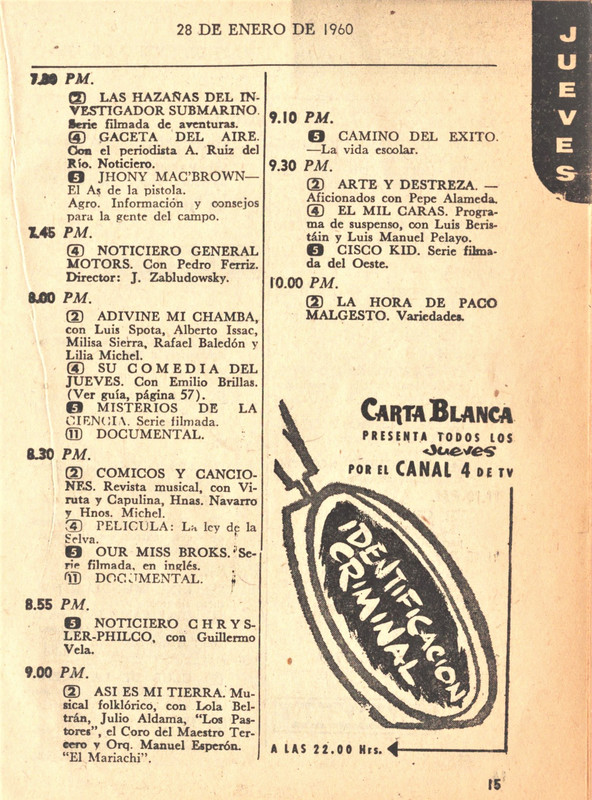 28 DE ENERO DE 1960
JUEVES
7.30 PM.
② LAS HAZAÑAS DEL IN-
VESTIGADOR SUBMARINO.
Serie filmada de aventuras.
④ GACETA DEL AIRE.
Con el periodista A. Ruiz del
Río. Noticiero.
5 JHONY MAC'BROWN—
El As de la pistola.
Agro. Información y consejos
para la gente del campo.
7.45 PM.
④ NOTICIERO GENERAL
MOTORS. Con Pedro Ferriz.
Director: J. Zabludowsky.
8.00 PM.
② ADIVINE MI CHAMBA,
con Luis Spota, Alberto Issac,
Milisa Sierra, Rafael Baledón y
Lilia Michel.
④ SU COMEDIA DEL
JUEVES. Con Emilio Brillas.
(Ver guía, página 57).
5 MISTERIOS DE LA
CIENCIA. Serie filmada.
⑪ DOCUMENTAL.
8.30 PM.
② COMICOS Y CANCIO-
NES. Revista musical, con Vi-
ruta y Capulina, Hnas. Navarro
y Hnos. Michel.
④ PELICULA: La ley de la
Selva.
5 OUR MISS BROKS. Se-
rie filmada, en inglés.
⑪ DOCUMENTAL.
8.55 PM.
5 NOTICIERO CHRYS-
LER-PHILCO, con Guillermo
Vela.
9.00 PM.
② ASI ES MI TIERRA. Mu-
sical folklórico, con Lola Bel-
trán, Julio Aldama, "Los Pas-
tores", el Coro del Maestro Ter-
cero y Orq. Manuel Esperón.
"El Mariachi".
9.10 PM.
5 CAMINO DEL EXITO.
—La vida escolar.
9.30 PM.
② ARTE Y DESTREZA. —
Aficionados con Pepe Alameda.
④ EL MIL CARAS. Progra-
ma de suspenso, con Luis Beris-
táin y Luis Manuel Pelayo.
5 CISCO KID. Serie filma-
da del Oeste.
10.00 PM.
② LA HORA DE PACO
MALGESTO. Variedades.
CARTA BLANCA
PRESENTA TODOS LOS
Jueves
POR EL CANAL 4 DE TV
IDENTIFICACION
CRIMINAL
A LAS 22.00 Hrs.
15